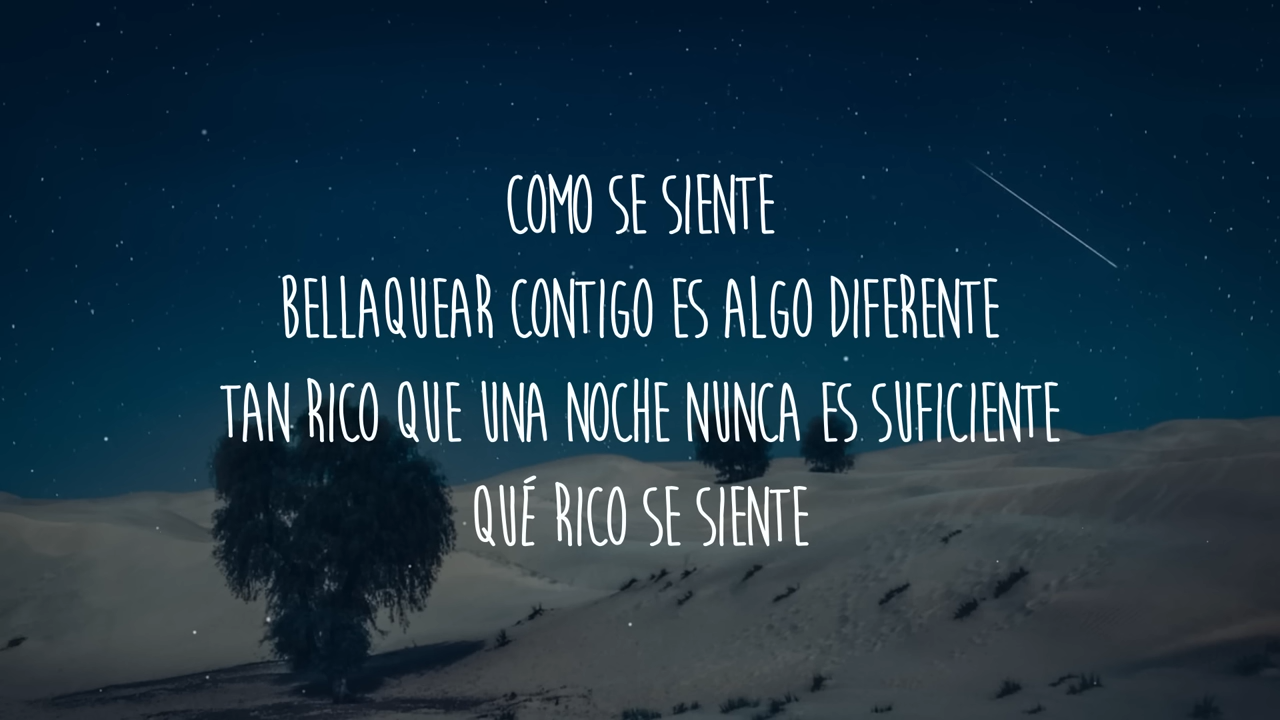 COMO SE SIENTE
BELLAQUEAR CONTIGO ES ALGO DIFERENTE
TAN RICO QUE UNA NOCHE NUNCA ES SUFICIENTE
QUÉ RICO SE SIENTE